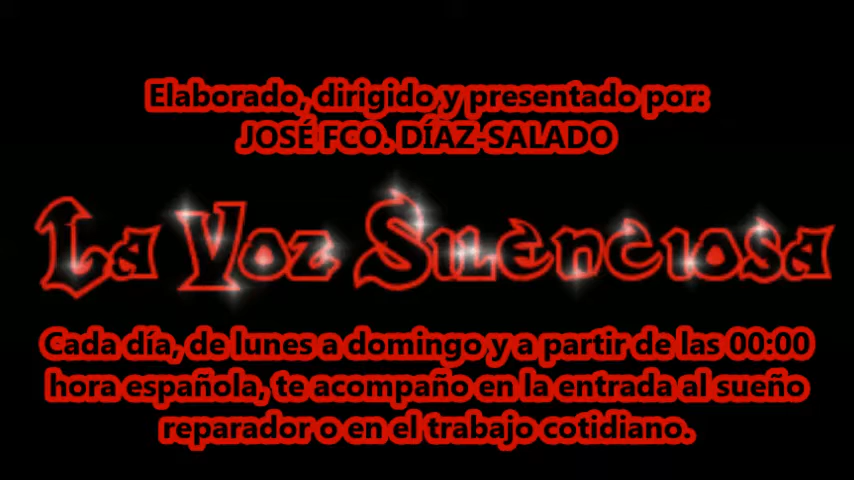 Elaborado, dirigido y presentado por:
JOSÉ FCO. DÍAZ-SALADO
La Voz Silenciosa
Cada día, de lunes a domingo y a partir de las 00:00
hora española, te acompaño en la entrada al sueño
reparador o en el trabajo cotidiano.